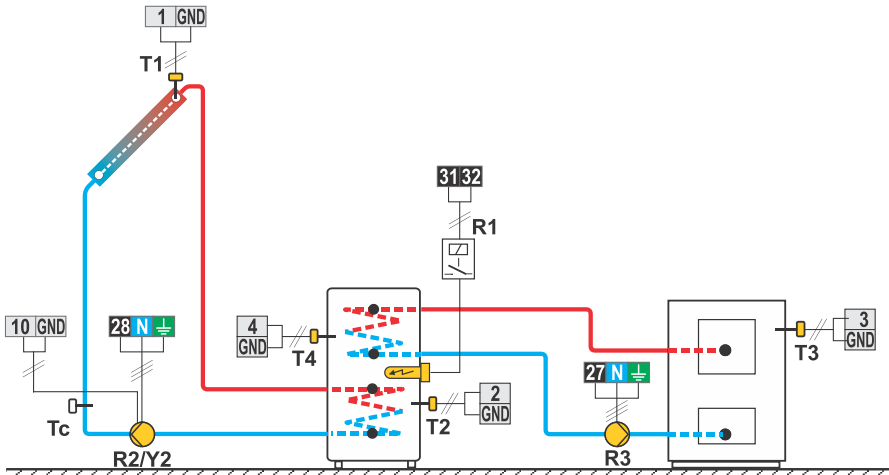 1 GND
T1
31 32
R1
10 GND
28 N
4
GND
T4
3
GND
T3
27 N
2
GND
T2
Tc
R2/Y2
R3